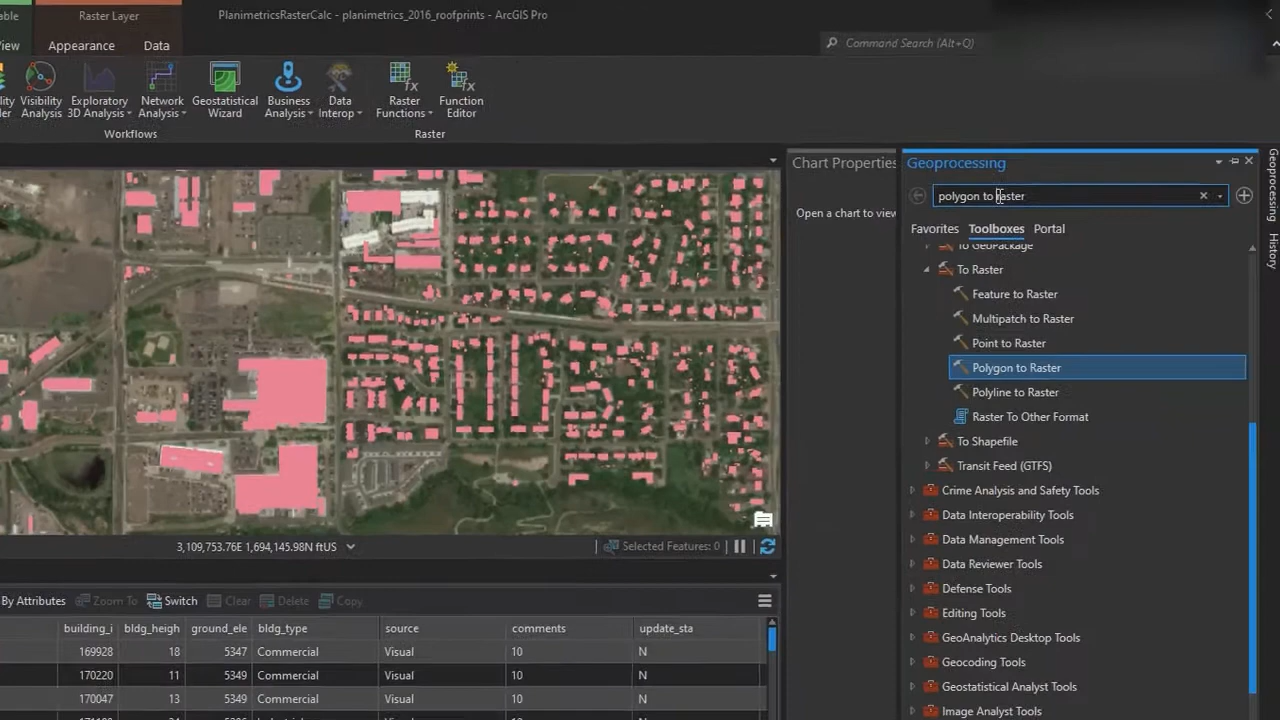 able
Raster Layer
PlanimetricsRasterCalc - planimetrics_2016_roofprints - ArcGIS Pro
View
Appearance
Data
Command Search (Alt+Q)
Visibility Analysis
Exploratory 3D Analysis
Network Analysis
Geostatistical Wizard
Business Analysis
Data Interop
Raster Functions
Function Editor
Workflows
Raster
Chart Properties
Open a chart to view
Geoprocessing
polygon to raster
Favorites
Toolboxes
Portal
To GeoPackage
To Raster
Feature to Raster
Multipatch to Raster
Point to Raster
Polygon to Raster
Polyline to Raster
Raster To Other Format
To Shapefile
Transit Feed (GTFS)
Crime Analysis and Safety Tools
Data Interoperability Tools
Data Management Tools
Data Reviewer Tools
Defense Tools
Editing Tools
GeoAnalytics Desktop Tools
Geocoding Tools
Geostatistical Analyst Tools
Image Analyst Tools
Geoprocessing
History
3,109,753.76E 1,694,145.98N ftUS
Selected Features: 0
By Attributes
Zoom To
Switch
Clear
Delete
Copy
building_i bldg_heigh ground_ele bldg_type source comments update_sta
169928 18 5347 Commercial Visual 10 N
170220 11 5349 Commercial Visual 10 N
170047 13 5349 Commercial Visual 10 N